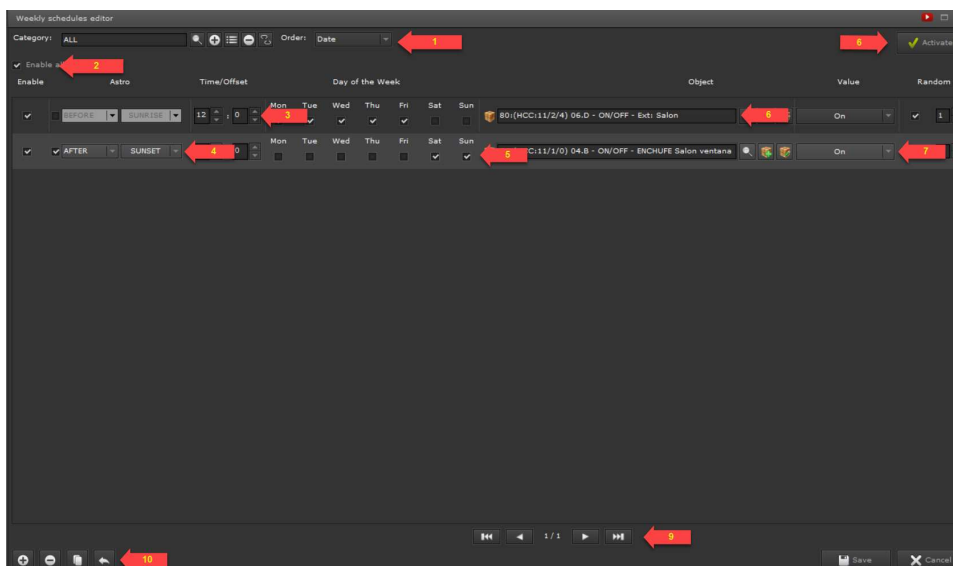 Weekly schedules editor
Category: ALL Order: Date 1 6 Activate
Enable all 2
Enable Astro Time/Offset Day of the Week Object Value Random
Mon Tue Wed Thu Fri Sat Sun
BEFORE SUNRISE 12 : 0 3 80:(HCC:11/2/4) 06.D - ON/OFF - Ext: Salon 6 On 1
Mon Tue Wed Thu Fri Sat Sun
AFTER SUNSET 4 0 5 :11/1/0) 04.B - ON/OFF - ENCHUFE Salon ventana On 7
1/1 9
10 Save Cancel